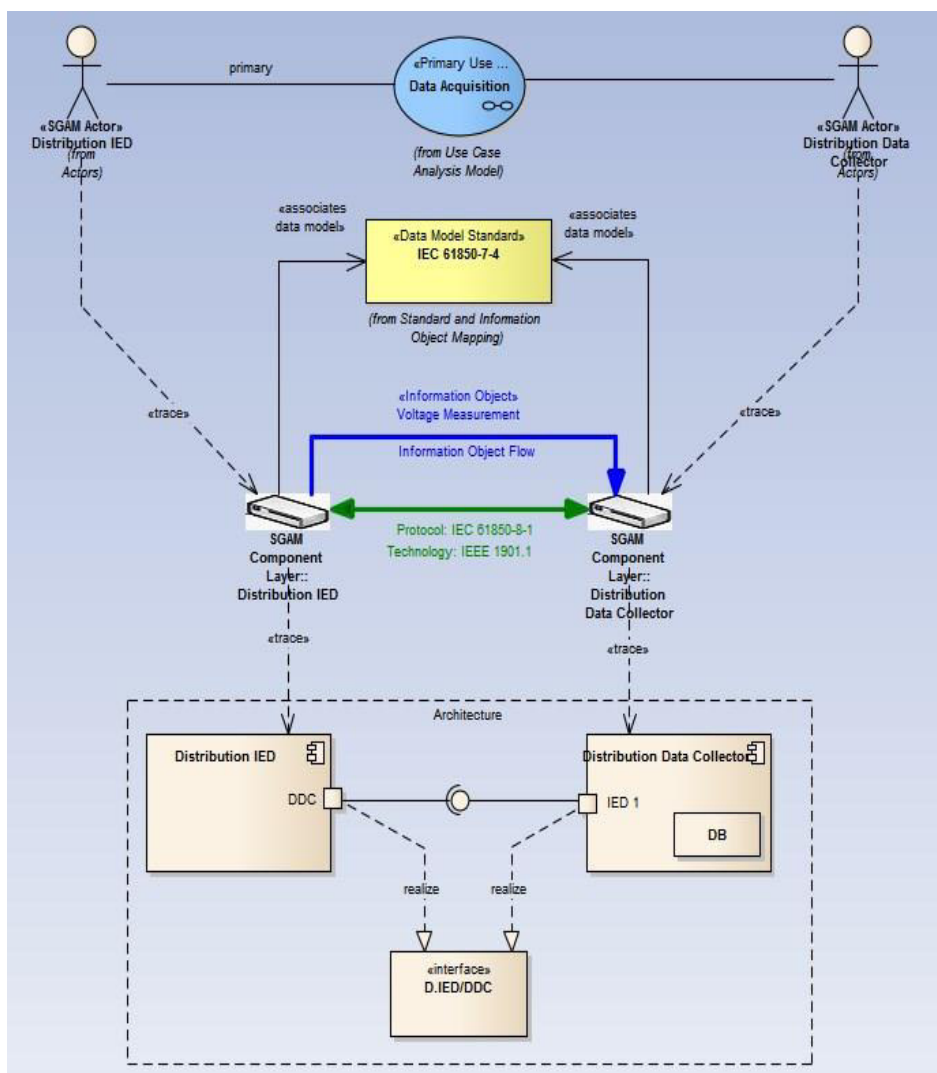 primary
«Primary Use ...
Data Acquisition
«SGAM Actor»
Distribution IED
(from
Actors)
(from Use Case
Analysis Model)
«SGAM Actor»
Distribution Data
Collector
(from
Actors)
«associates
data model»
«associates
data model»
«Data Model Standard»
IEC 61850-7-4
(from Standard and Information
Object Mapping)
«Information Object»
Voltage Measurement
Information Object Flow
«trace»
«trace»
Protocol: IEC 61850-8-1
Technology: IEEE 1901.1
SGAM
Component
Layer::
Distribution IED
SGAM
Component
Layer::
Distribution
Data Collector
«trace»
«trace»
Architecture
Distribution IED
Distribution Data Collector
DDC
IED 1
DB
realize
realize
«interface»
D.IED/DDC